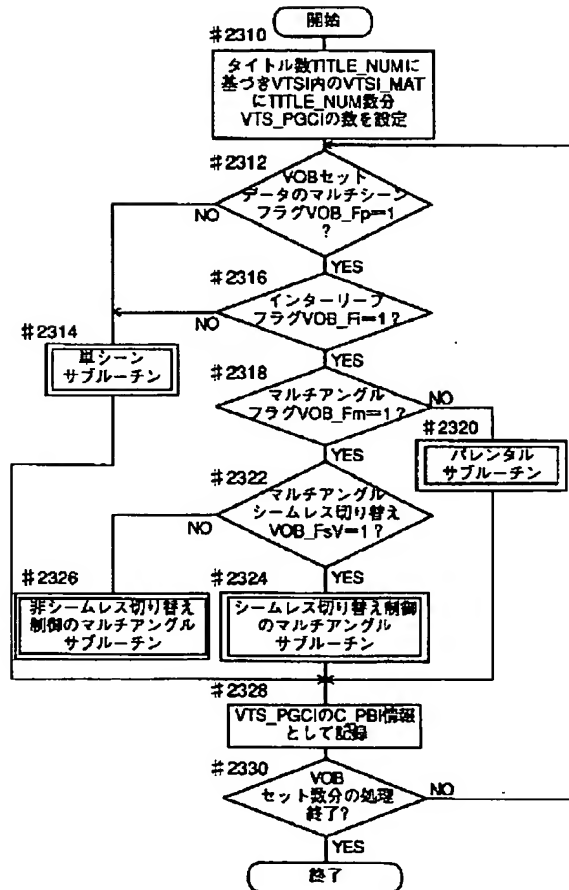 開始
#2310
タイトル数TITLE_NUMに
基づきVTSI内のVTSI_MAT
にTITLE_NUM数分
VTS_PGCIの数を設定
#2312
VOBセット
データのマルチシーン
フラグVOB_Fp=1
?
NO
YES
#2316
インターリーブ
フラグVOB_Fi=1?
NO
YES
#2314
単シーン
サブルーチン
#2318
マルチアングル
フラグVOB_Fm=1?
NO
YES
#2320
パレンタル
サブルーチン
#2322
マルチアングル
シームレス切り替え
VOB_FsV=1?
NO
YES
#2326
非シームレス切り替え
制御のマルチアングル
サブルーチン
#2324
シームレス切り替え制御
のマルチアングル
サブルーチン
#2328
VTS_PGCIのC_PBI情報
として記録
#2330
VOB
セット数分の処理
終了?
NO
YES
終了